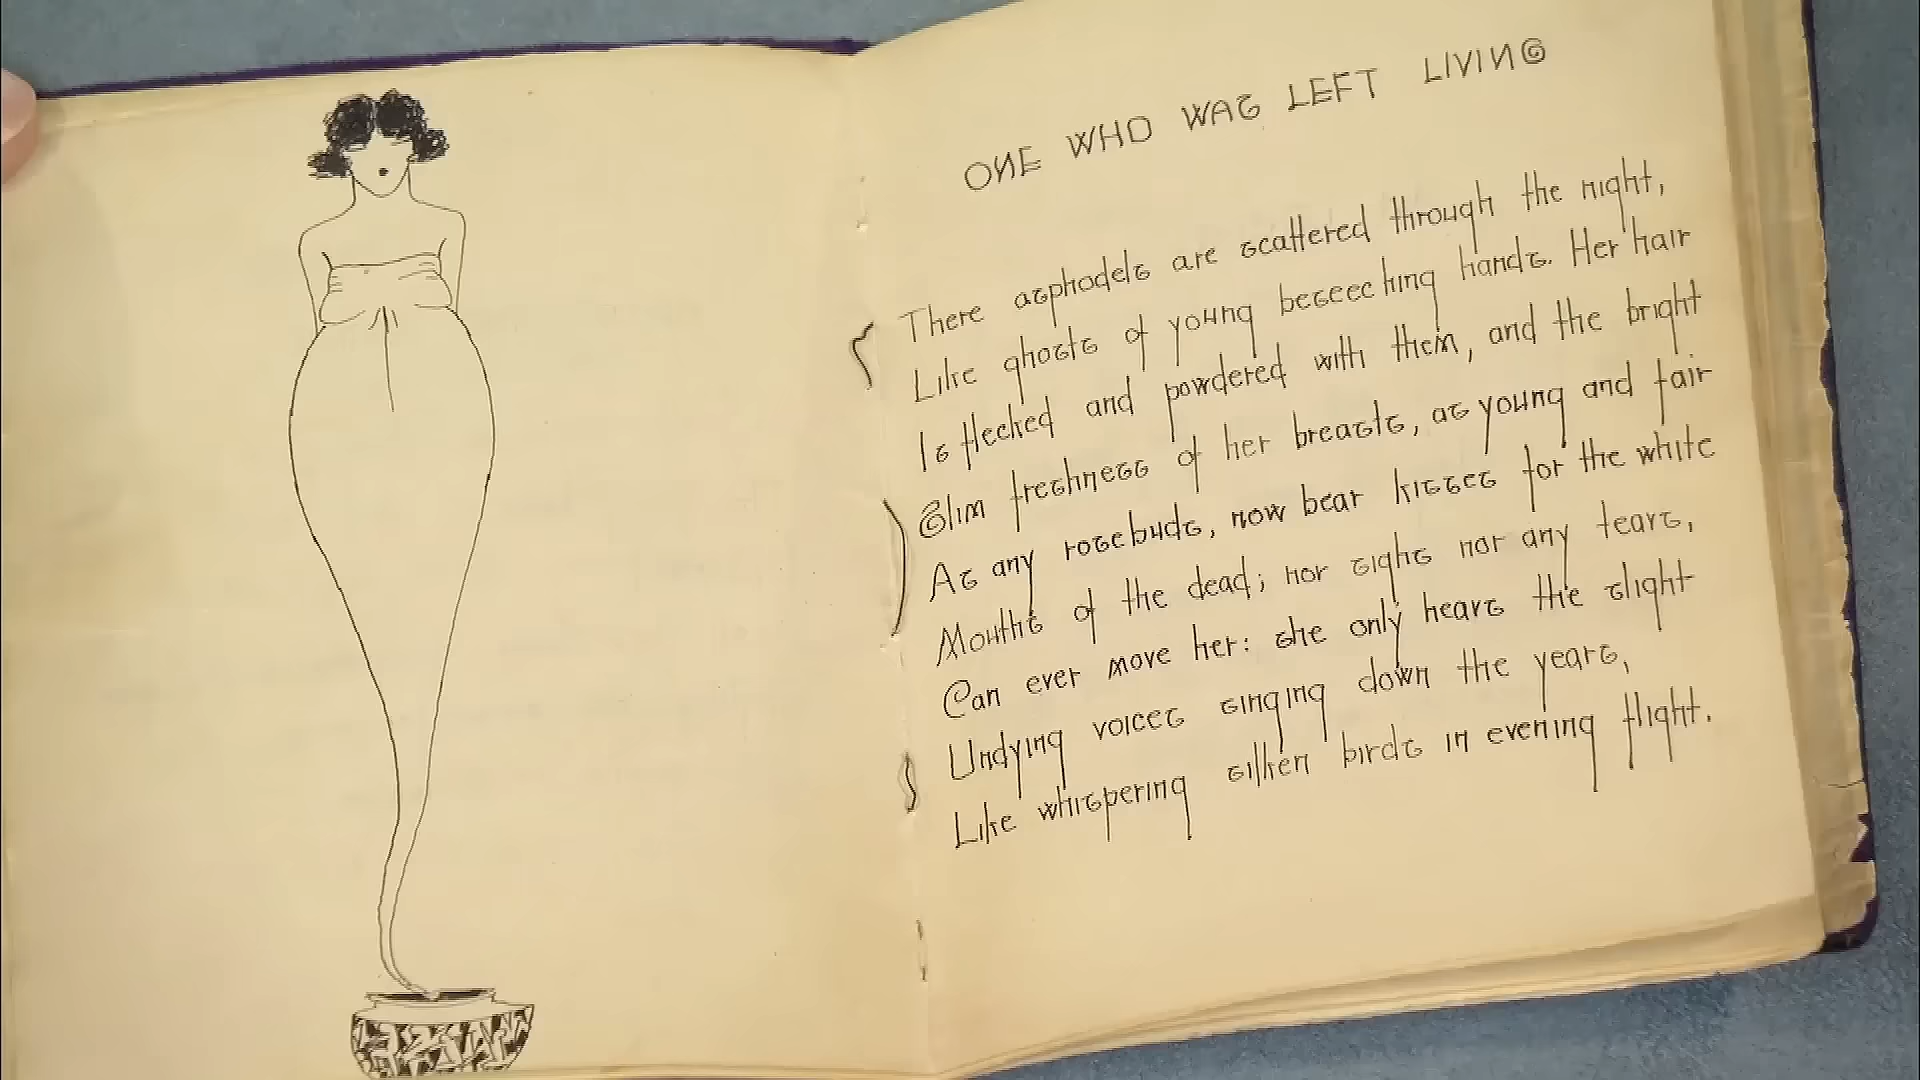 ONE WHO WAS LEFT LIVING
There asphodels are scattered through the night,
Like ghosts of young beseeching hands. Her hair
Is flecked and powdered with them, and the bright
Slim freshness of her breasts, as young and fair
As any rosebuds, now bear kisses for the white
Mouths of the dead; nor sighs nor any tears,
Can ever move her: she only hears the slight
Undying voices singing down the years,
Like whispering silken birds in evening flight.